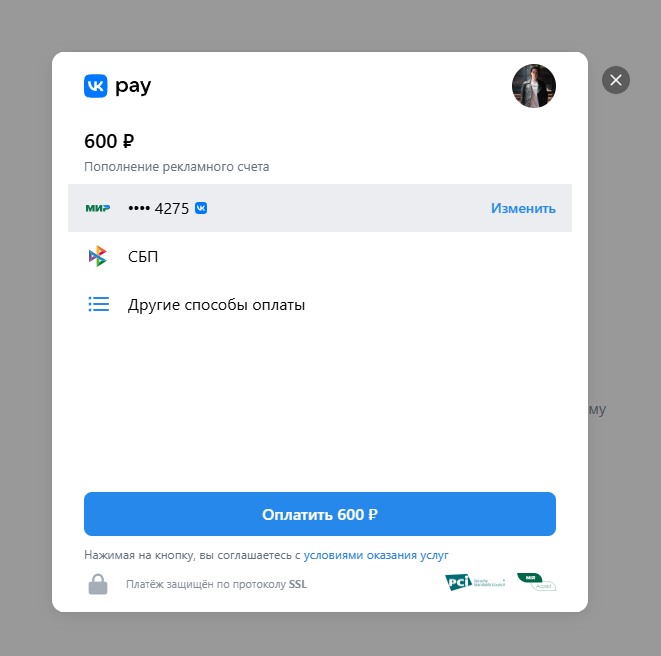 VK pay
600 ₽
Пополнение рекламного счета
МИР •••• 4275
Изменить
СБП
Другие способы оплаты
му
Оплатить 600 ₽
Нажимая на кнопку, вы соглашаетесь с условиями оказания услуг
Платёж защищён по протоколу SSL
PCI Security Standards Council
MIR Accept